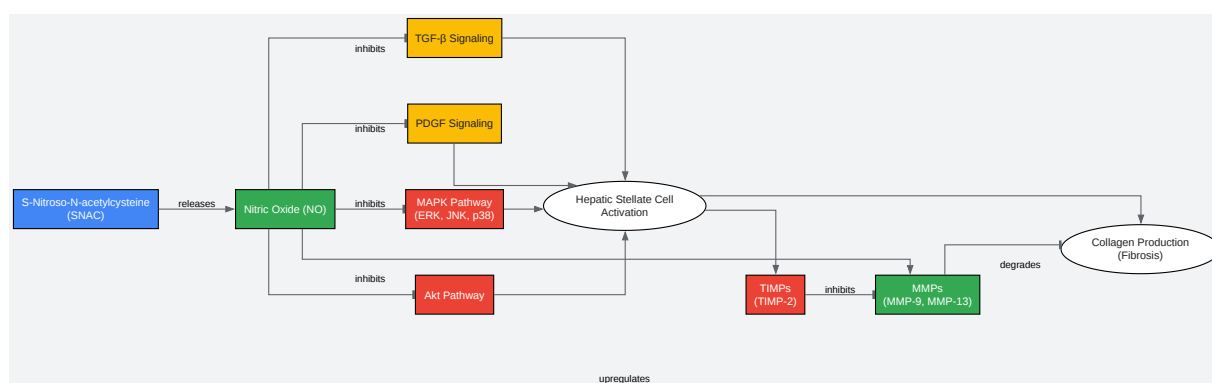 TGF-β Signaling
inhibits
PDGF Signaling
inhibits
S-Nitroso-N-acetylcysteine
(SNAC)
releases
Nitric Oxide (NO)
inhibits
MAPK Pathway
(ERK, JNK, p38)
Hepatic Stellate Cell
Activation
Collagen Production
(Fibrosis)
inhibits
Akt Pathway
TIMPs
(TIMP-2)
inhibits
MMPs
(MMP-9, MMP-13)
degrades
upregulates